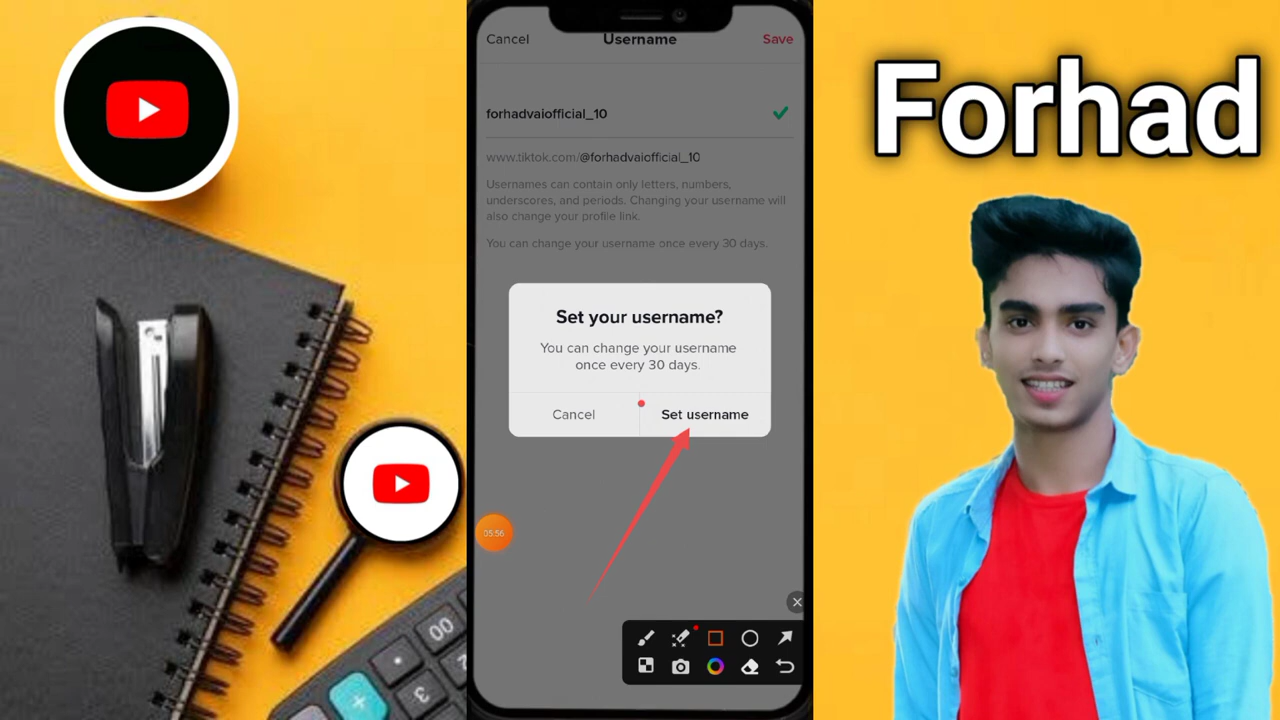 Cancel
Username
Save
forhadvaiofficial_10
www.tiktok.com/@forhadvaiofficial_10
Usernames can contain only letters, numbers,
underscores, and periods. Changing your username will
also change your profile link.
You can change your username once every 30 days.
Set your username?
You can change your username
once every 30 days.
Cancel
Set username
05:56
Forhad
00
3
+